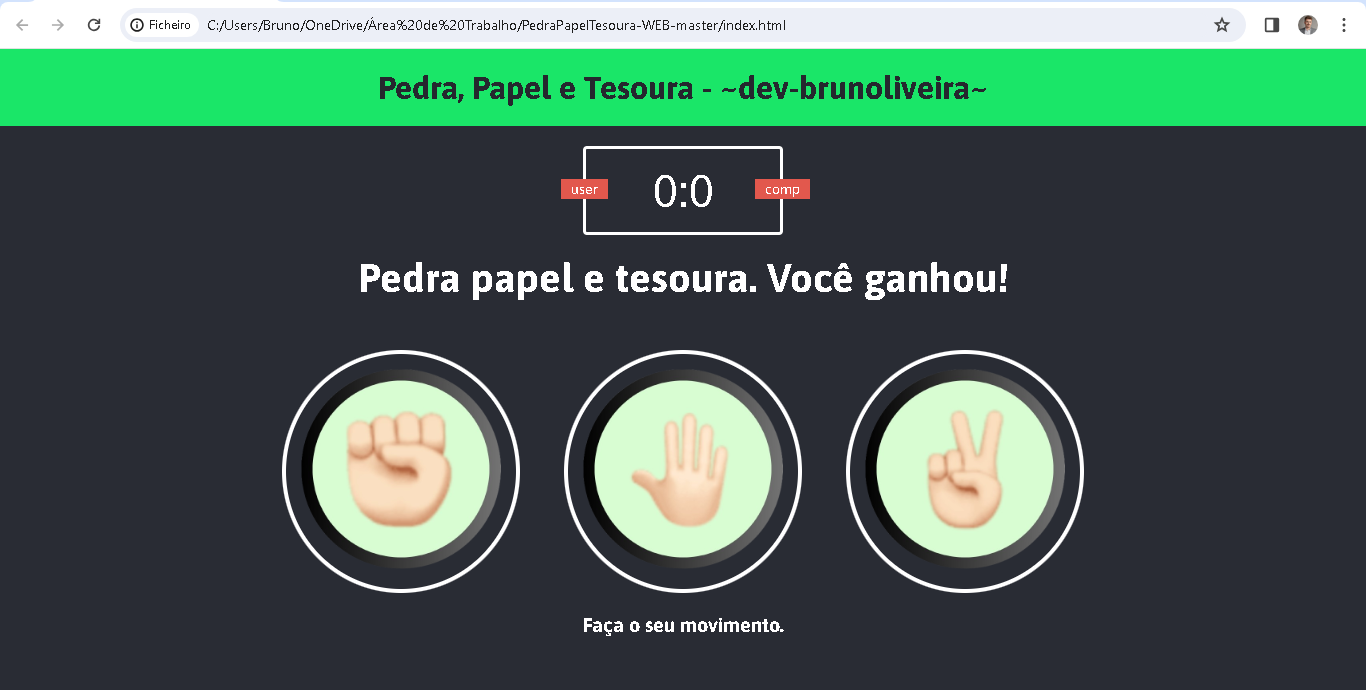 Ficheiro C:/Users/Bruno/OneDrive/Área%20de%20Trabalho/PedraPapelTesoura-WEB-master/index.html
Pedra, Papel e Tesoura - ~dev-brunoliveira~
user 0:0 comp
Pedra papel e tesoura. Você ganhou!
Faça o seu movimento.